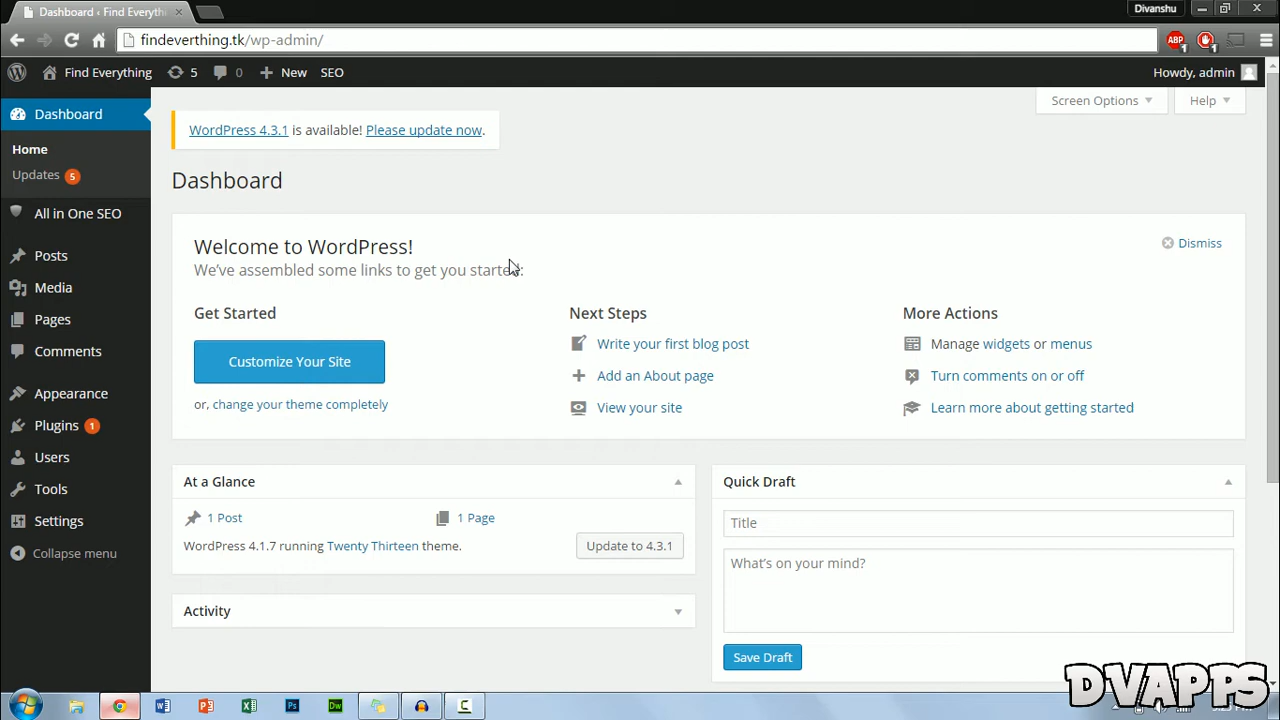 Dashboard ‹ Find Everyth
Divanshu
findeverthing.tk/wp-admin/
ABP
1
1
Find Everything
5
0
New
SEO
Howdy, admin
Dashboard
Home
Updates 5
All in One SEO
Posts
Media
Pages
Comments
Appearance
Plugins 1
Users
Tools
Settings
Collapse menu
Screen Options
Help
WordPress 4.3.1 is available! Please update now.
Dashboard
Welcome to WordPress!
We've assembled some links to get you started:
Dismiss
Get Started
Customize Your Site
or, change your theme completely
Next Steps
Write your first blog post
Add an About page
View your site
More Actions
Manage widgets or menus
Turn comments on or off
Learn more about getting started
At a Glance
1 Post
1 Page
WordPress 4.1.7 running Twenty Thirteen theme.
Update to 4.3.1
Activity
Quick Draft
Title
What's on your mind?
Save Draft
DVAPPS